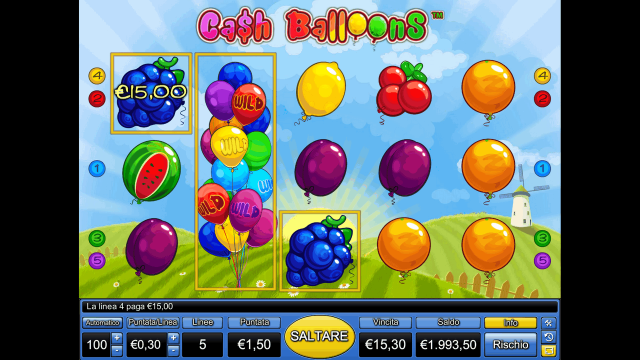 Ca$h Balloons™
4
2
€15,00
WILD
WILD
4
2
1
WILD
WILD
WILD
1
3
5
3
5
La linea 4 paga €15,00
Automatico Puntata/Linea Linee Puntata Vincita Saldo Info
100 + - €0,30 + - 5 €1,50 SALTARE €15,30 €1.993,50 Rischio